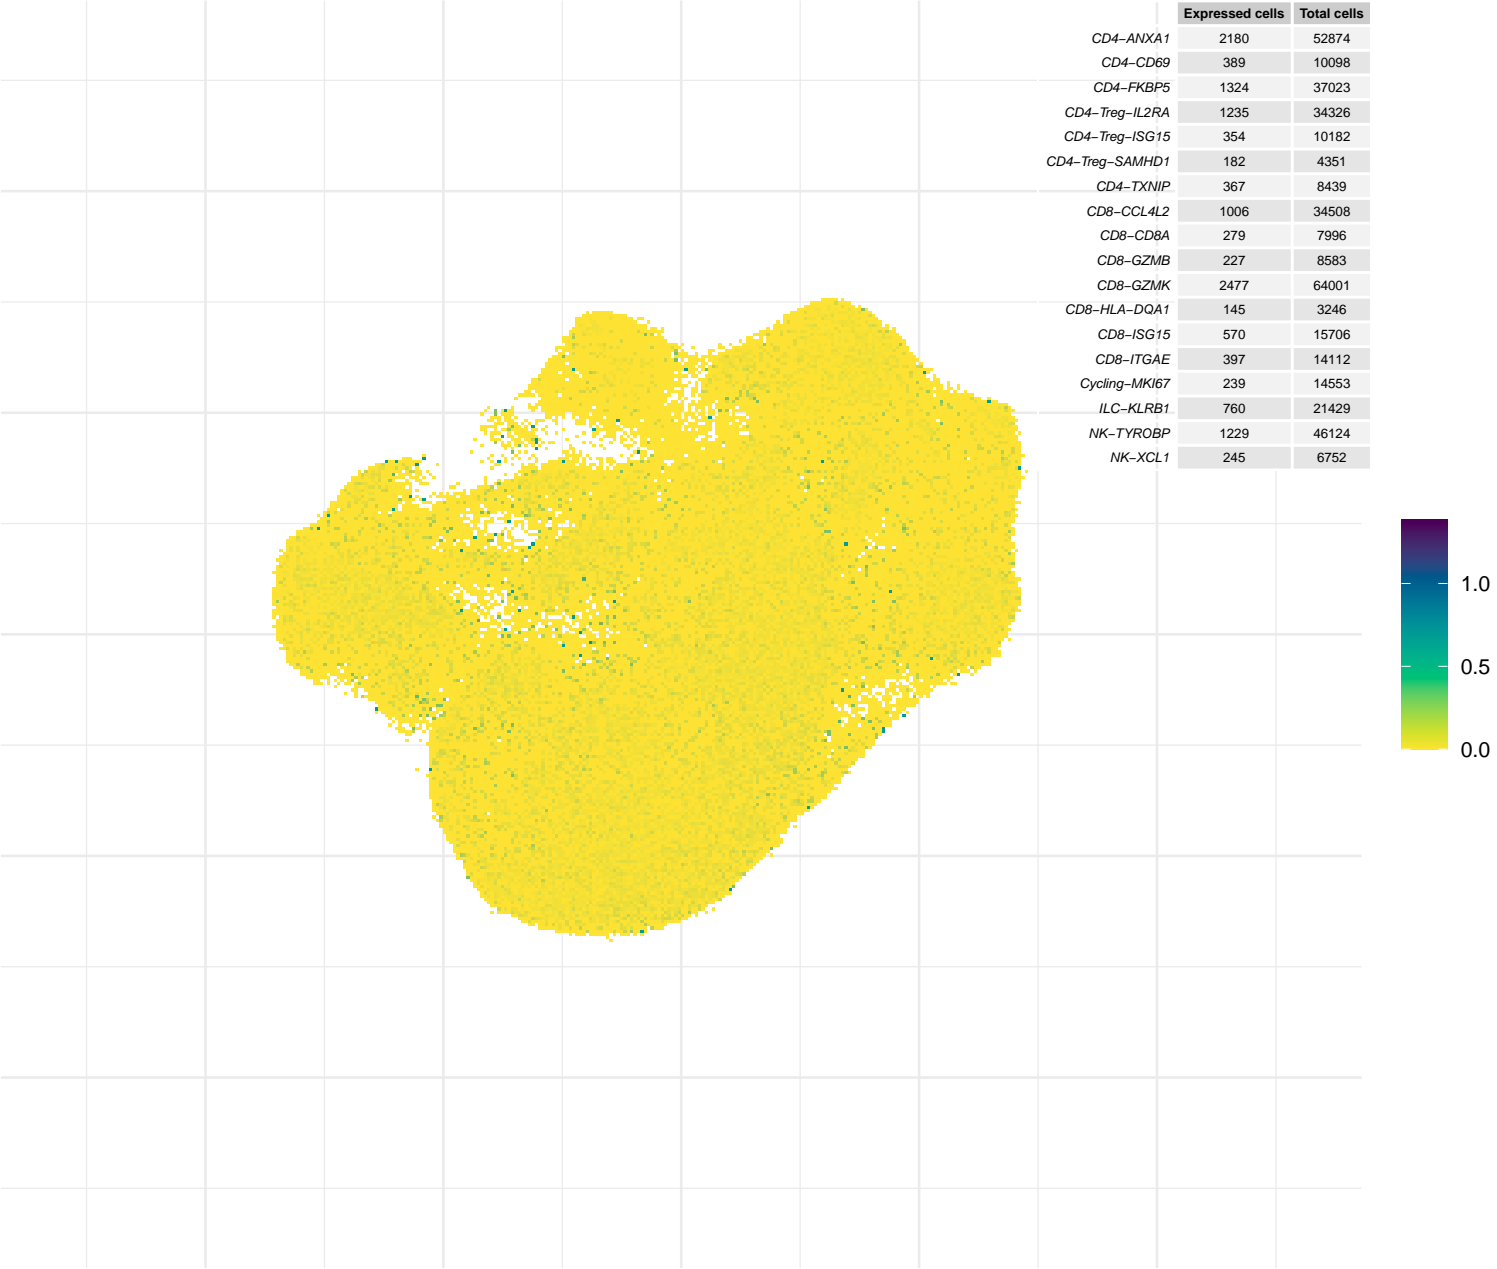 Expressed cells Total cells
CD4−ANXA1 2180 52874
CD4−CD69 389 10098
CD4−FKBP5 1324 37023
CD4−Treg−IL2RA 1235 34326
CD4−Treg−ISG15 354 10182
CD4−Treg−SAMHD1 182 4351
CD4−TXNIP 367 8439
CD8−CCL4L2 1006 34508
CD8−CD8A 279 7996
CD8−GZMB 227 8583
CD8−GZMK 2477 64001
CD8−HLA−DQA1 145 3246
CD8−ISG15 570 15706
CD8−ITGAE 397 14112
Cycling−MKI67 239 14553
ILC−KLRB1 760 21429
NK−TYROBP 1229 46124
NK−XCL1 245 6752
1.0
0.5
0.0